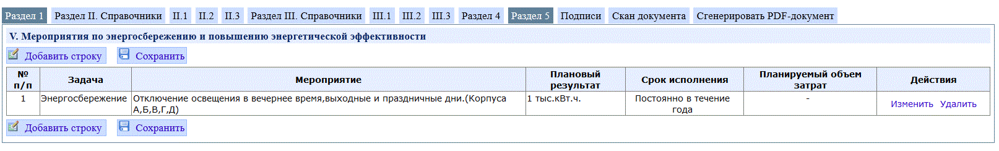 Раздел 1 Раздел II. Справочники II.1 II.2 II.3 Раздел III. Справочники III.1 III.2 III.3 Раздел 4 Раздел 5 Подписи Скан документа Сгенерировать PDF-документ
V. Мероприятия по энергосбережению и повышению энергетической эффективности
Добавить строку Сохранить
№ п/п Задача Мероприятие Плановый результат Срок исполнения Планируемый объем затрат Действия
1 Энергосбережение Отключение освещения в вечернее время,выходные и праздничные дни.(Корпуса А,Б,В,Г,Д) 1 тыс.кВт.ч. Постоянно в течение года - Изменить Удалить
Добавить строку Сохранить